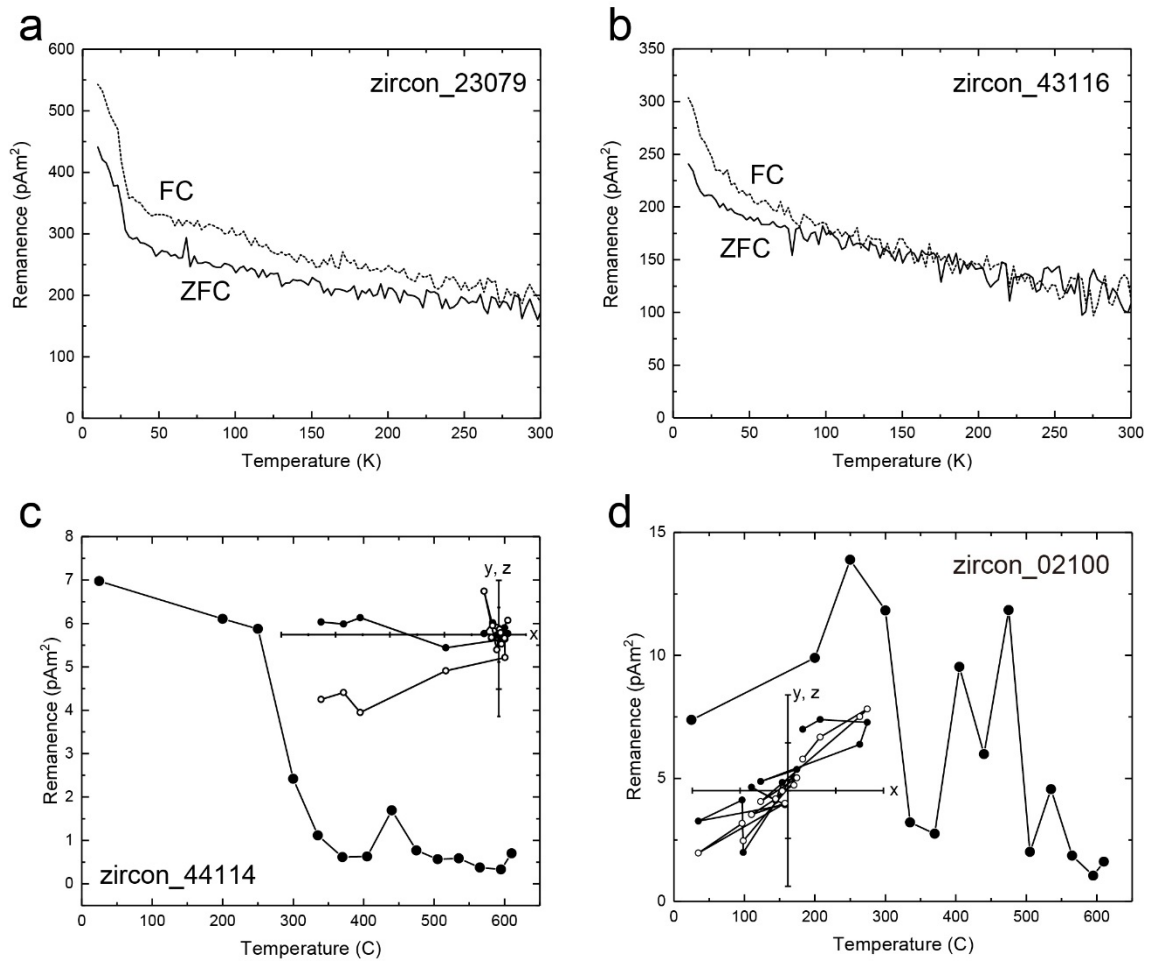 a
zircon_23079
600
500
400
300
200
100
0
Remanence (pAm²)
FC
ZFC
0 50 100 150 200 250 300
Temperature (K)
b
zircon_43116
350
300
250
200
175
150
125
100
75
50
25
0
Remanence (pAm²)
FC
ZFC
0 50 100 150 200 250 300
Temperature (K)
c
8
7
6
5
4
3
2
1
0
Remanence (pAm²)
y, z
x
zircon_44114
0 100 200 300 400 500 600
Temperature (C)
d
zircon_02100
15
10
5
0
Remanence (pAm²)
y, z
x
0 100 200 300 400 500 600
Temperature (C)